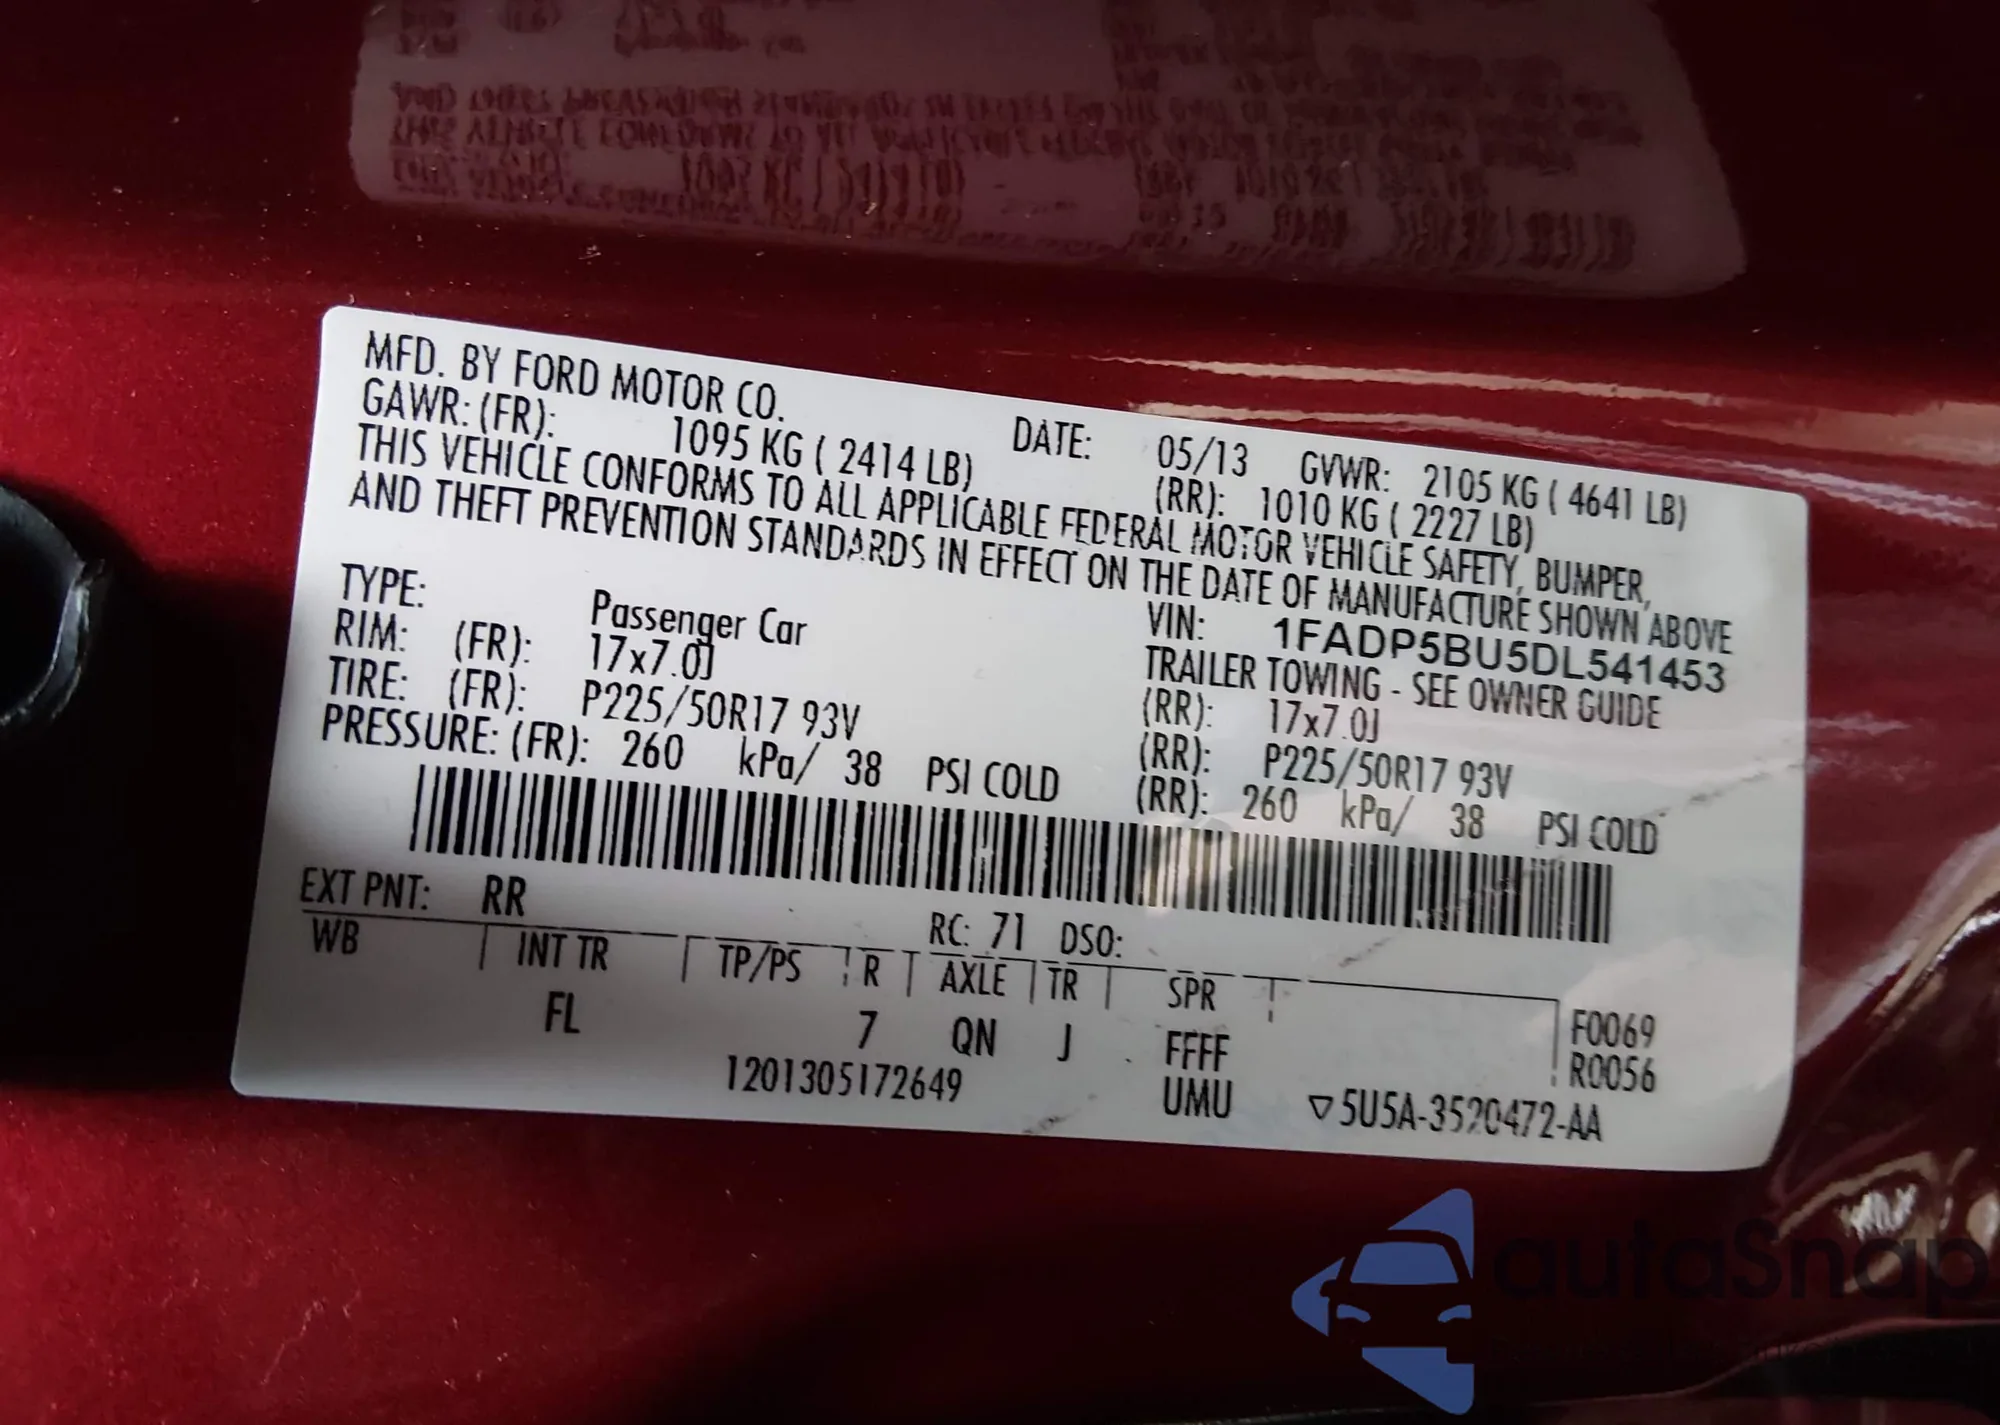 MFD. BY FORD MOTOR CO. DATE: 05/13 GVWR: 2105 KG ( 4641 LB)
GAWR: (FR): 1095 KG ( 2414 LB) (RR): 1010 KG ( 2227 LB)
THIS VEHICLE CONFORMS TO ALL APPLICABLE FEDERAL MOTOR VEHICLE SAFETY, BUMPER,
AND THEFT PREVENTION STANDARDS IN EFFECT ON THE DATE OF MANUFACTURE SHOWN ABOVE
VIN: 1FADP5BU5DL541453
TYPE: Passenger Car TRAILER TOWING - SEE OWNER GUIDE
RIM: (FR): 17x7.0J (RR): 17x7.0J
TIRE: (FR): P225/50R17 93V (RR): P225/50R17 93V
PRESSURE: (FR): 260 kPa/ 38 PSI COLD (RR): 260 kPa/ 38 PSI COLD
EXT PNT: RR RC: 71 DSO:
WB INT TR TP/PS R AXLE TR SPR F0069
FL 7 QN J FFFF R0056
1201305172649 UMU ▽5U5A-3520472-AA
autoSnap